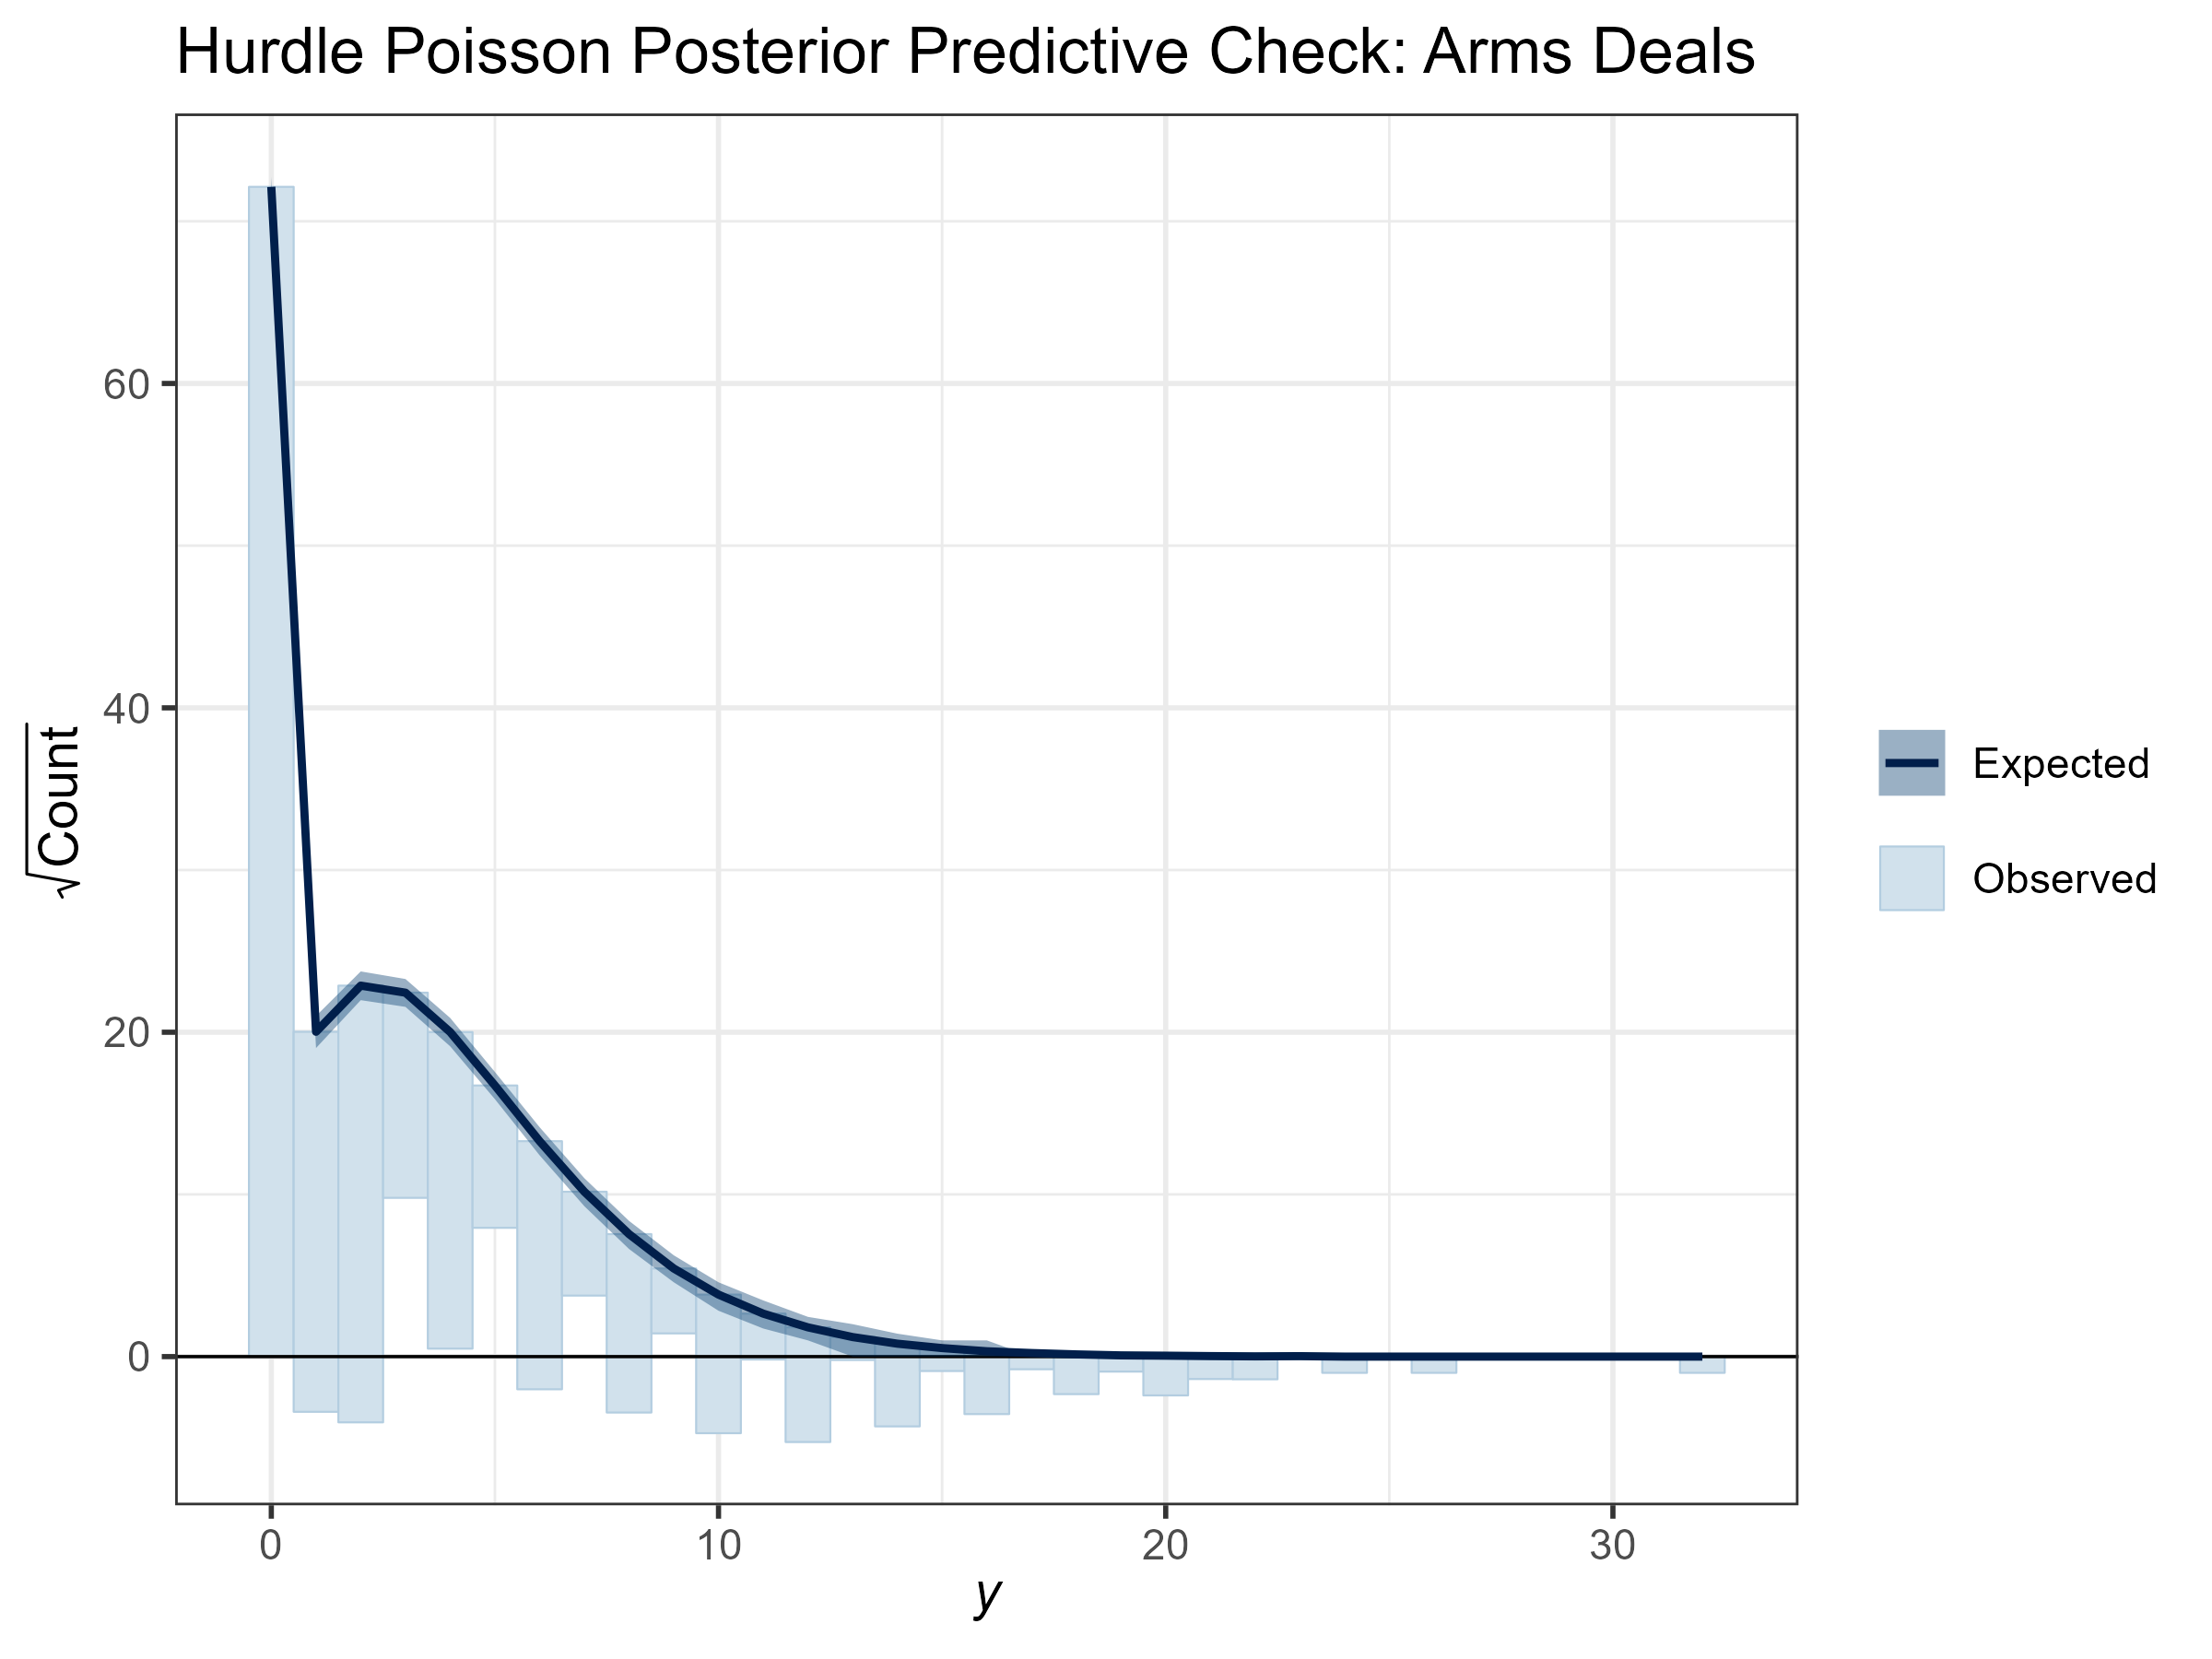 Hurdle Poisson Posterior Predictive Check: Arms Deals
60
40
20
0
√Count
0 10 20 30
y
Expected
Observed